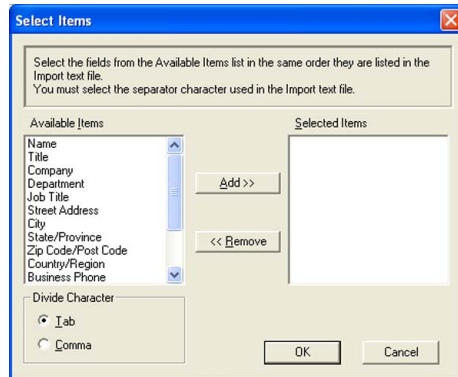 Select Items
Select the fields from the Available Items list in the same order they are listed in the
Import text file.
You must select the separator character used in the Import text file.
Available Items
Selected Items
Name
Title
Company
Department
Job Title
Street Address
City
State/Province
Zip Code/Post Code
Country/Region
Business Phone
Add >>
<< Remove
Divide Character
Tab
Comma
OK
Cancel